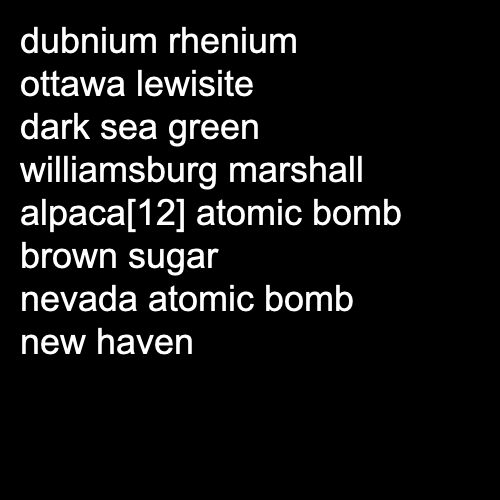 dubnium rhenium
ottawa lewisite
dark sea green
williamsburg marshall
alpaca[12] atomic bomb
brown sugar
nevada atomic bomb
new haven